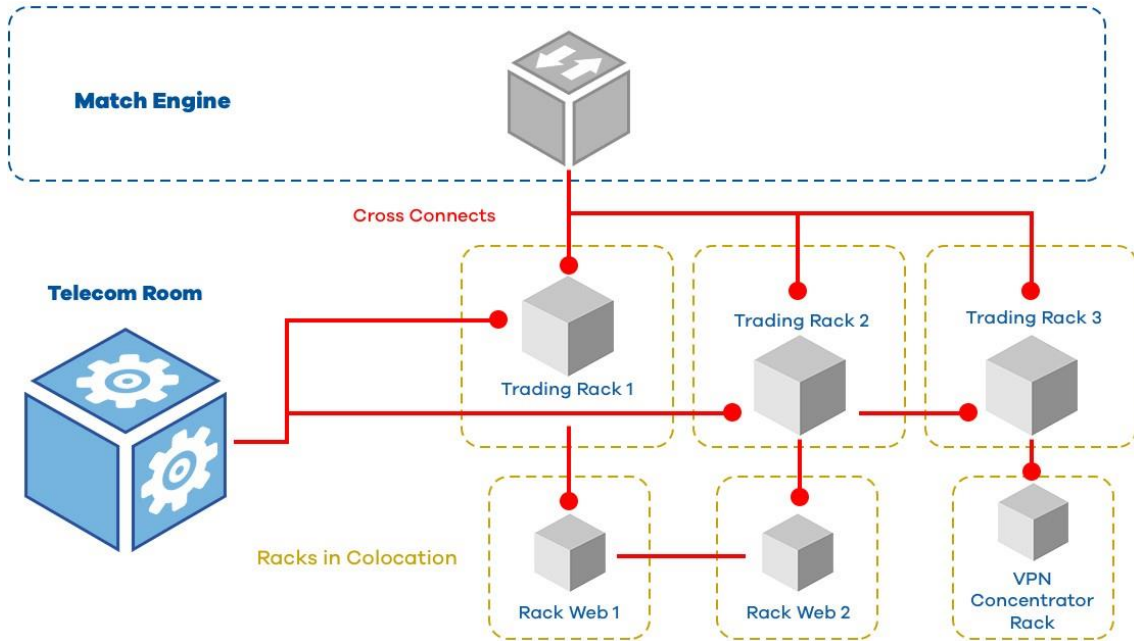 Match Engine
Cross Connects
Telecom Room
Trading Rack 1
Trading Rack 2
Trading Rack 3
Racks in Colocation
Rack Web 1
Rack Web 2
VPN
Concentrator
Rack